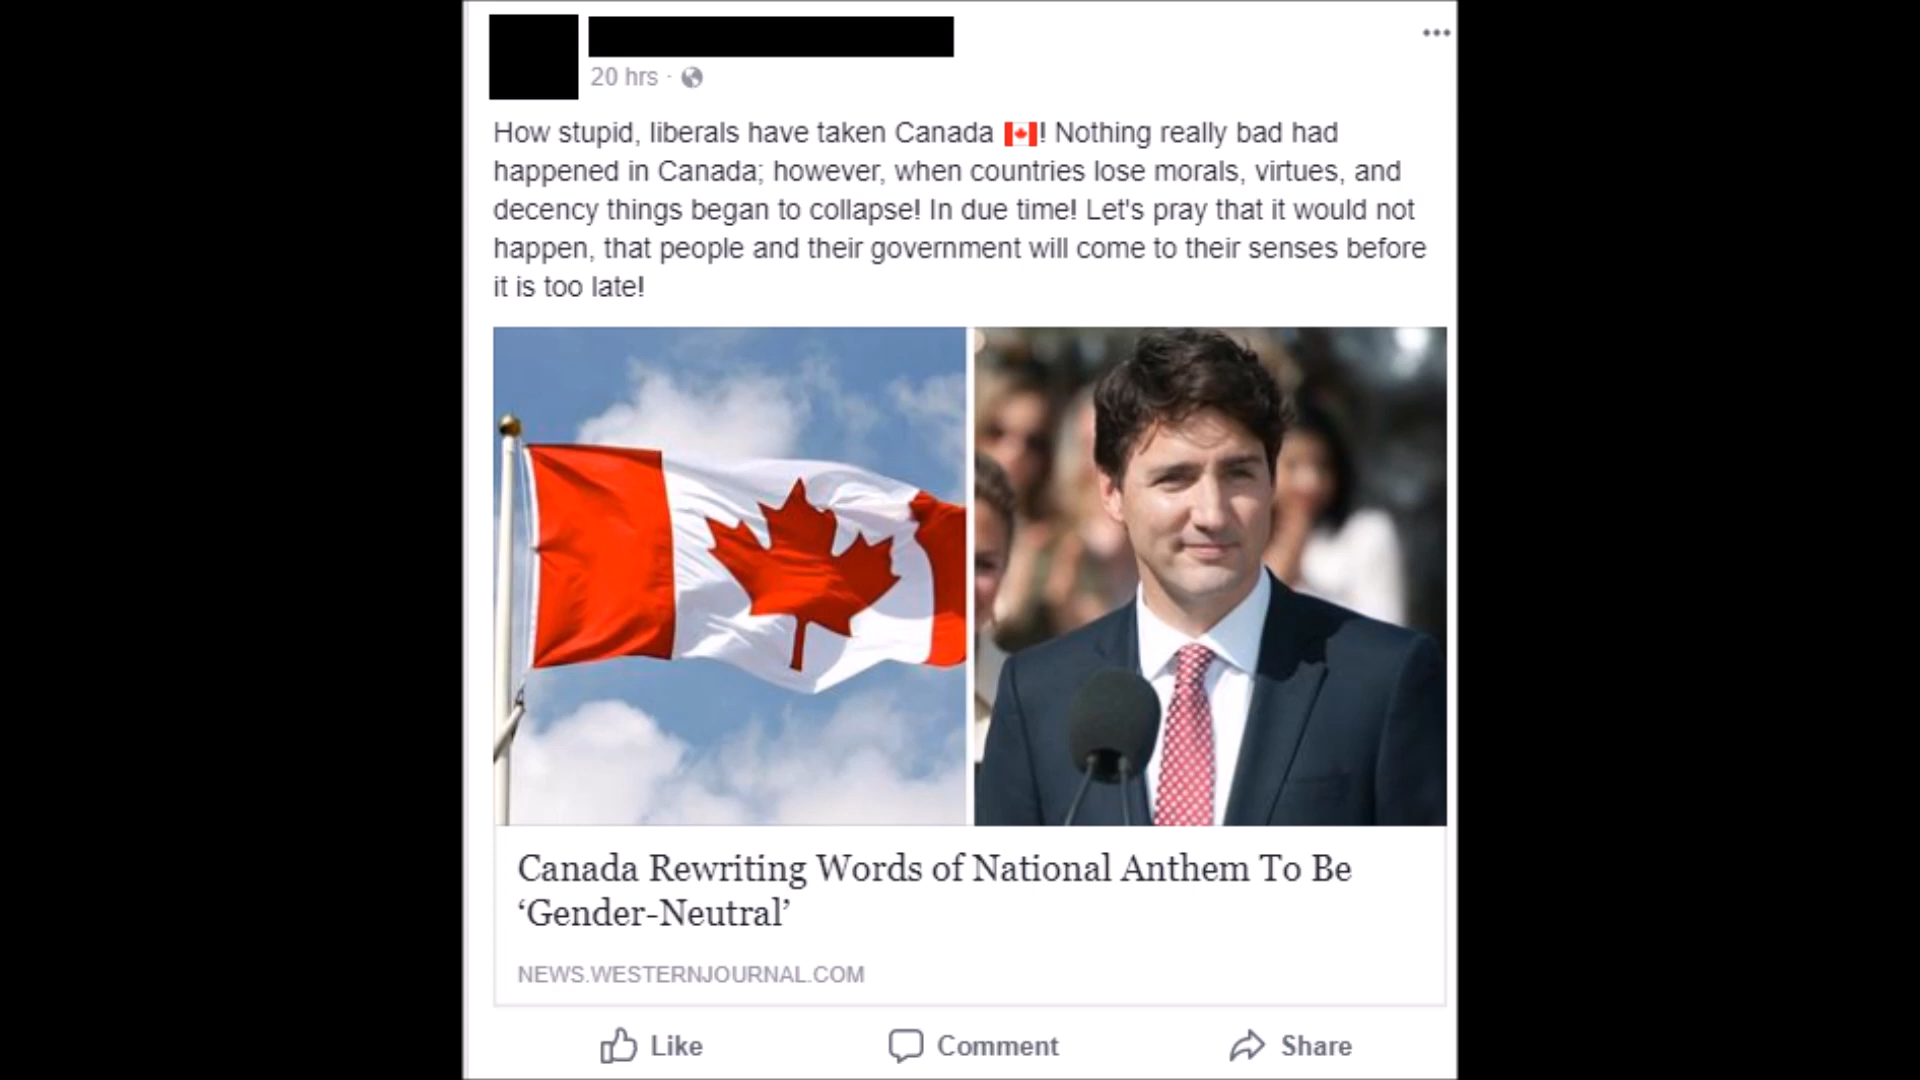 20 hrs ·
How stupid, liberals have taken Canada 🇨🇦! Nothing really bad had
happened in Canada; however, when countries lose morals, virtues, and
decency things began to collapse! In due time! Let's pray that it would not
happen, that people and their government will come to their senses before
it is too late!
Canada Rewriting Words of National Anthem To Be
‘Gender-Neutral’
NEWS.WESTERNJOURNAL.COM
Like Comment Share